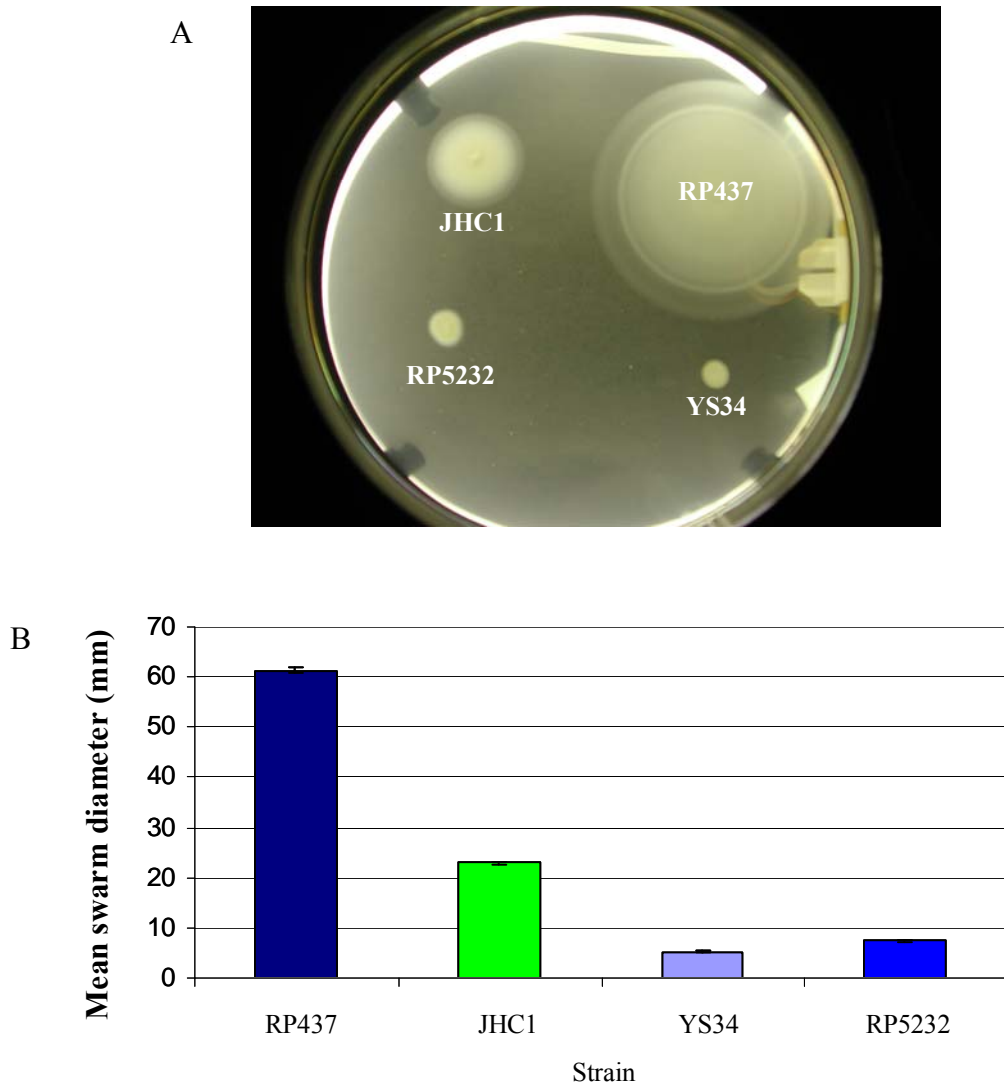 A
JHC1
RP437
RP5232
YS34
B
Mean swarm diameter (mm)
70
60
50
40
30
20
10
0
RP437 JHC1 YS34 RP5232
Strain